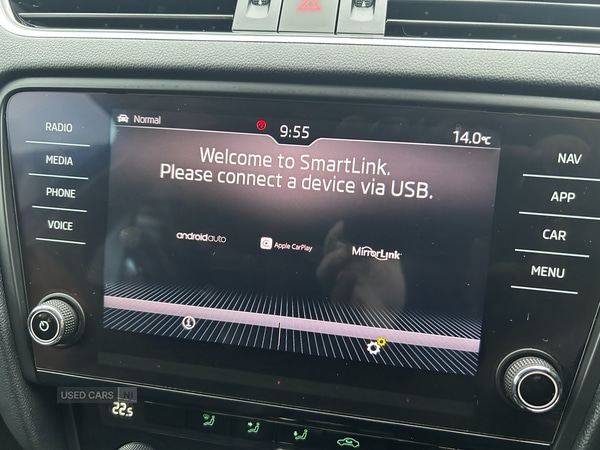 Normal
9:55
14.0°C
RADIO
MEDIA
PHONE
VOICE
NAV
APP
CAR
MENU
Welcome to SmartLink.
Please connect a device via USB.
androidauto
Apple CarPlay
MirrorLink
USED CARS NI
22.5